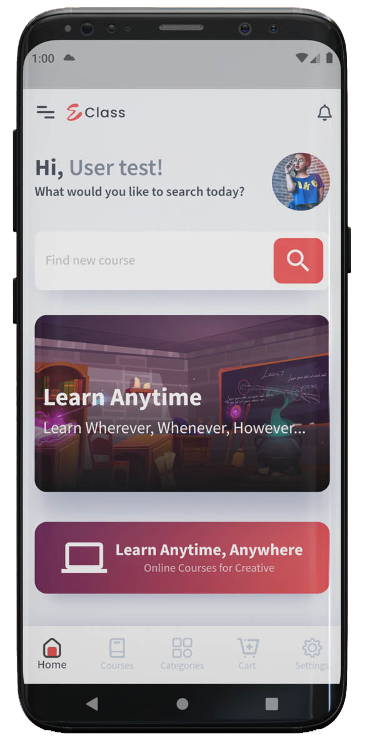 1:00
Class
Hi, User test!
What would you like to search today?
Find new course
Learn Anytime
Learn Wherever, Whenever, However...
Learn Anytime, Anywhere
Online Courses for Creative
Home
Courses
Categories
Cart
Settings